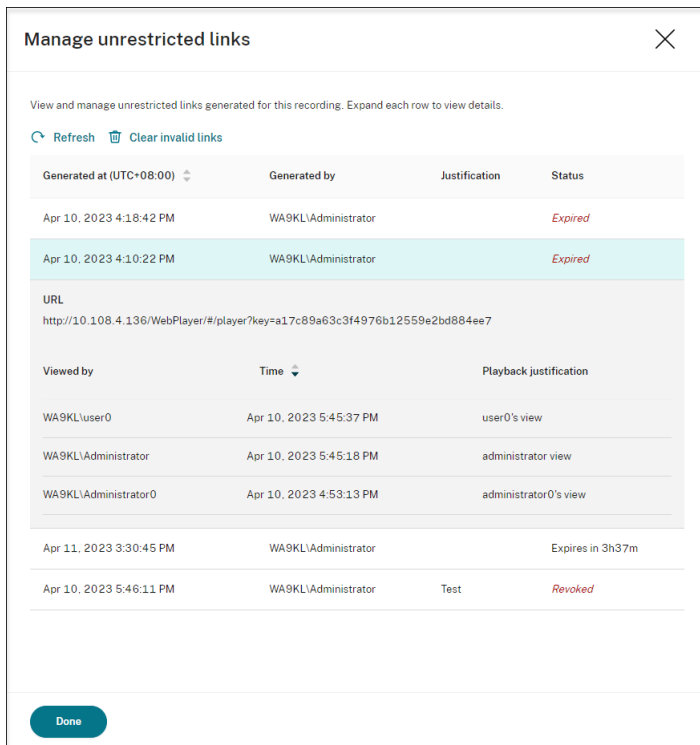 Manage unrestricted links
View and manage unrestricted links generated for this recording. Expand each row to view details.
Refresh Clear invalid links
Generated at (UTC+08:00) Generated by Justification Status
Apr 10, 2023 4:18:42 PM WA9KL\Administrator Expired
Apr 10, 2023 4:10:22 PM WA9KL\Administrator Expired
URL
http://10.108.4.136/WebPlayer/#/player?key=a17c89a63c3f4976b12559e2bd884ee7
Viewed by Time Playback justification
WA9KL\user0 Apr 10, 2023 5:45:37 PM user0's view
WA9KL\Administrator Apr 10, 2023 5:45:18 PM administrator view
WA9KL\Administrator0 Apr 10, 2023 4:53:13 PM administrator0's view
Apr 11, 2023 3:30:45 PM WA9KL\Administrator Expires in 3h37m
Apr 10, 2023 5:46:11 PM WA9KL\Administrator Test Revoked
Done